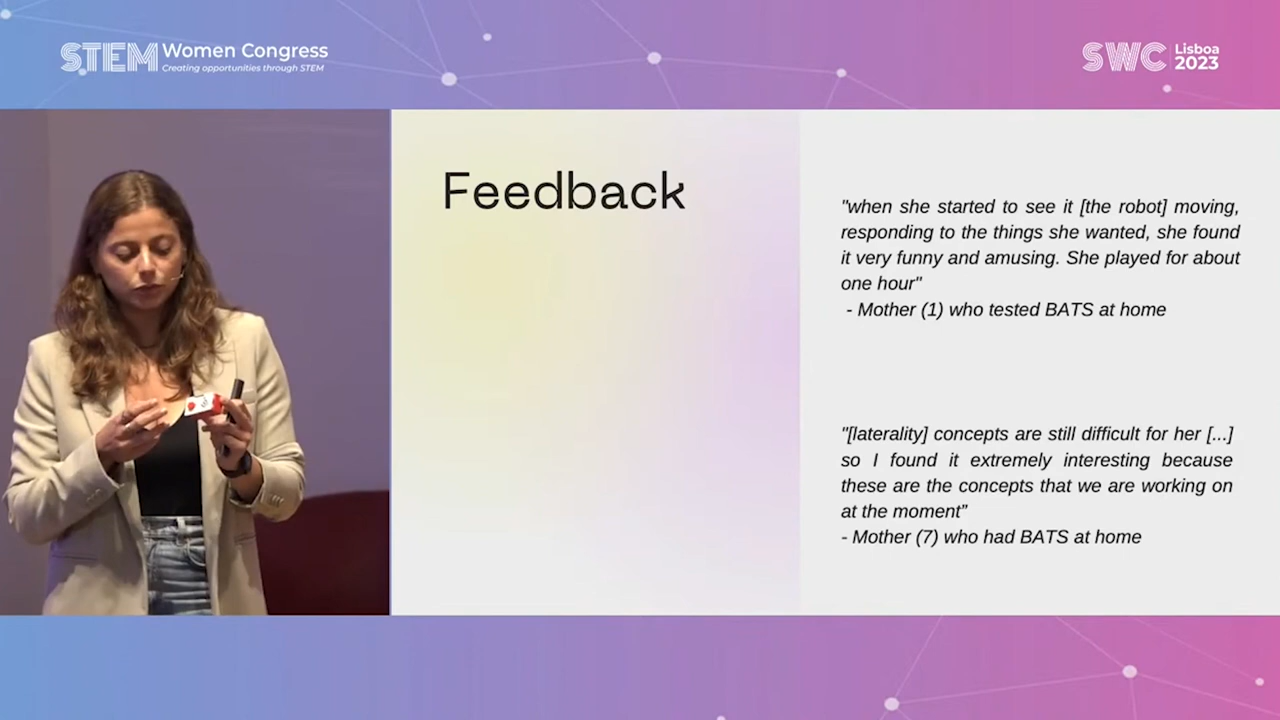 STEM Women Congress
Creating opportunities through STEM
SWC Lisboa
2023
Feedback
"when she started to see it [the robot] moving,
responding to the things she wanted, she found
it very funny and amusing. She played for about
one hour"
- Mother (1) who tested BATS at home
"[laterality] concepts are still difficult for her [...]
so I found it extremely interesting because
these are the concepts that we are working on
at the moment”
- Mother (7) who had BATS at home